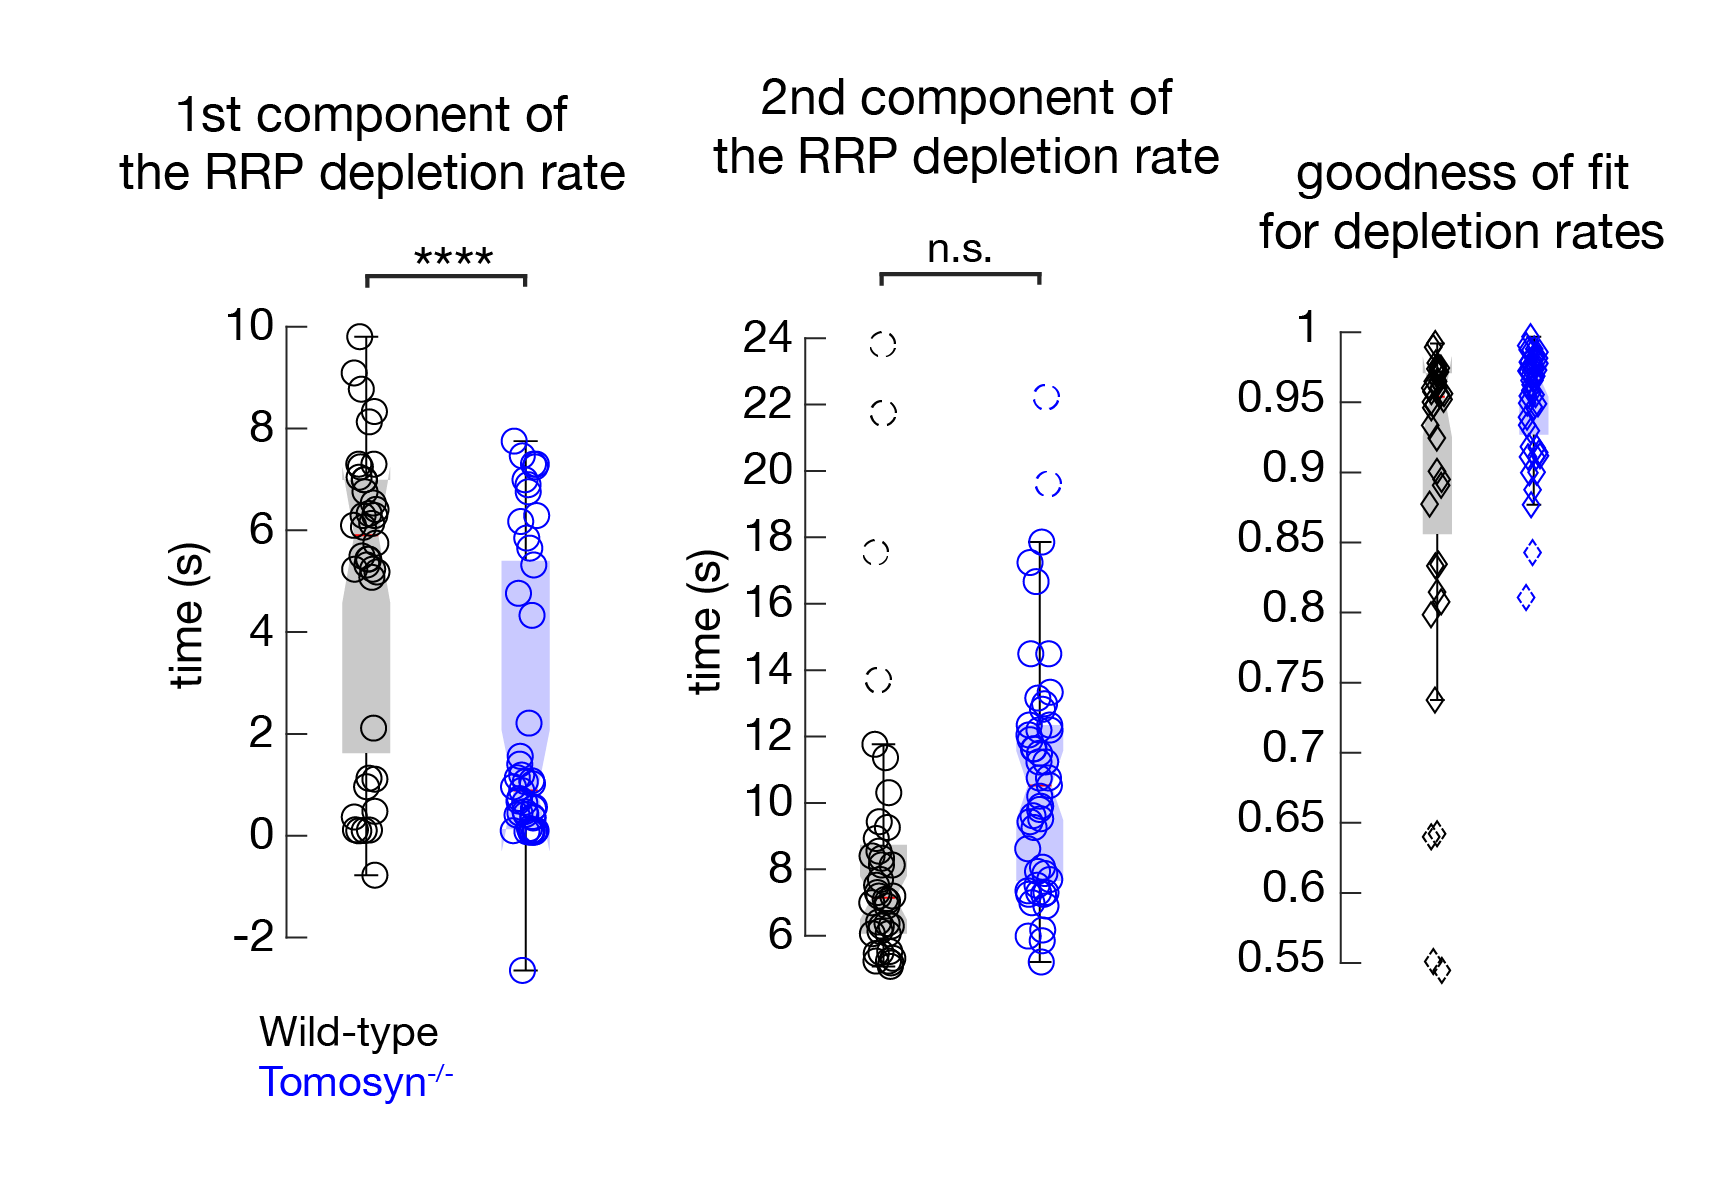 1st component of
the RRP depletion rate
****
time (s)
10
8
6
4
2
0
-2
2nd component of
the RRP depletion rate
n.s.
time (s)
24
22
20
18
16
14
12
10
8
6
goodness of fit
for depletion rates
1
0.95
0.9
0.85
0.8
0.75
0.7
0.65
0.6
0.55
Wild-type
Tomosyn-/-